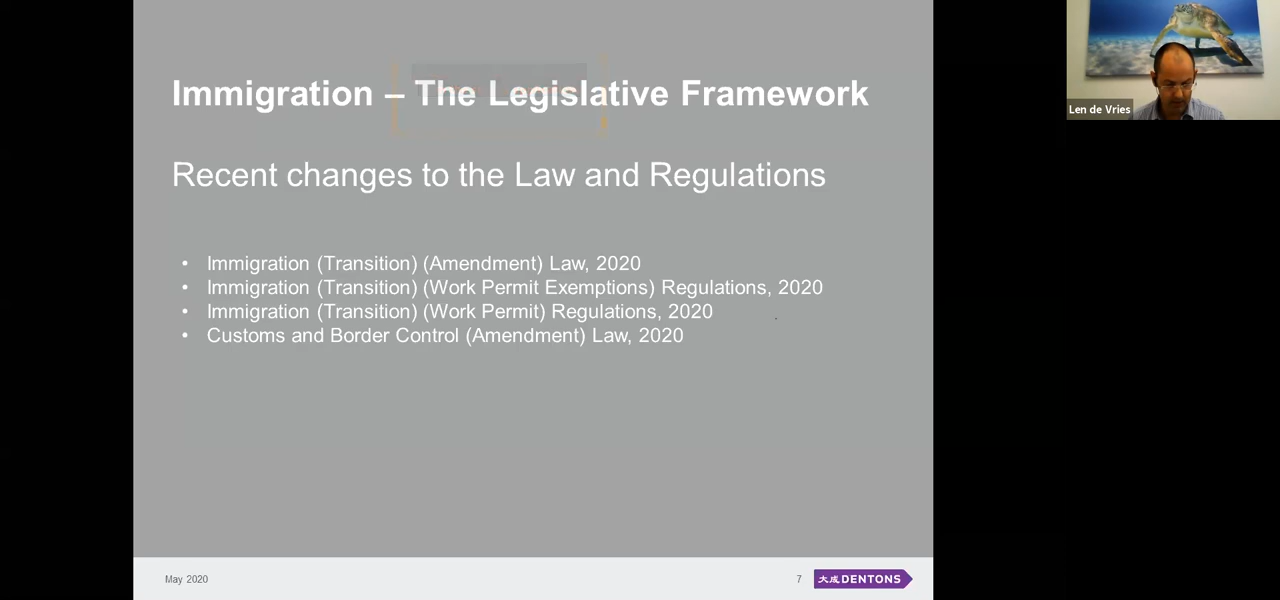 Immigration – The Legislative Framework
Recent changes to the Law and Regulations
• Immigration (Transition) (Amendment) Law, 2020
• Immigration (Transition) (Work Permit Exemptions) Regulations, 2020
• Immigration (Transition) (Work Permit) Regulations, 2020
• Customs and Border Control (Amendment) Law, 2020
May 2020
7
大成 DENTONS
Len de Vries